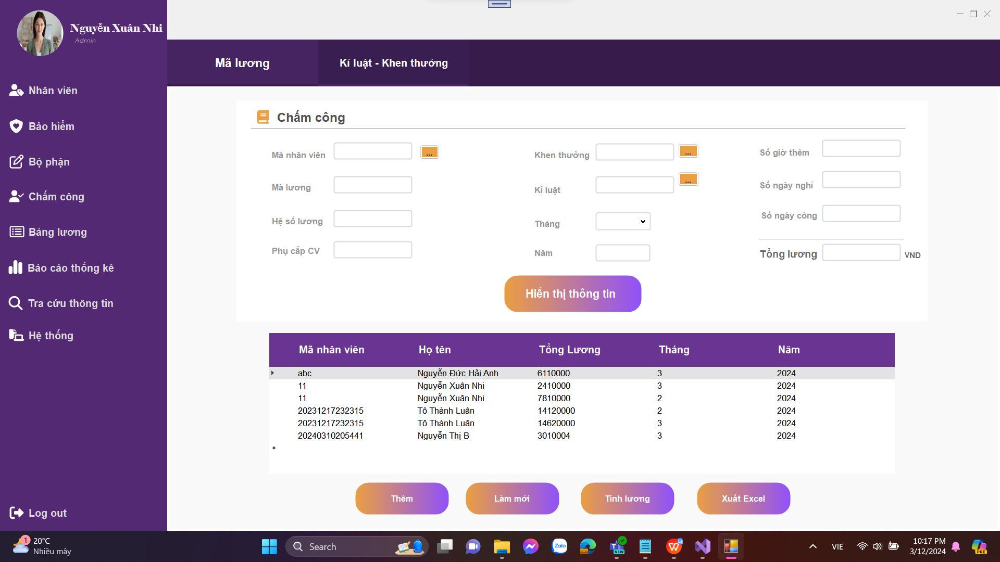 Nguyễn Xuân Nhi
Admin
Nhân viên
Bảo hiểm
Bộ phận
Chấm công
Bảng lương
Báo cáo thống kê
Tra cứu thông tin
Hệ thống
Log out
Mã lương
Kỉ luật - Khen thưởng
Chấm công
Mã nhân viên
...
Khen thưởng
...
Số giờ thêm
Mã lương
Kỉ luật
...
Số ngày nghỉ
Hệ số lương
Tháng
Số ngày công
Phụ cấp CV
Năm
Tổng lương
VND
Hiển thị thông tin
Mã nhân viên Họ tên Tổng Lương Tháng Năm
abc Nguyễn Đức Hải Anh 6110000 3 2024
11 Nguyễn Xuân Nhi 2410000 3 2024
11 Nguyễn Xuân Nhi 7810000 2 2024
20231217232315 Tô Thành Luân 14120000 2 2024
20231217232315 Tô Thành Luân 14620000 3 2024
20240310205441 Nguyễn Thị B 3010004 3 2024
Thêm
Làm mới
Tính lương
Xuất Excel
1
20°C
Nhiều mây
Search
Zalo
T
NEW
W
VIE
10:17 PM
3/12/2024
PRE